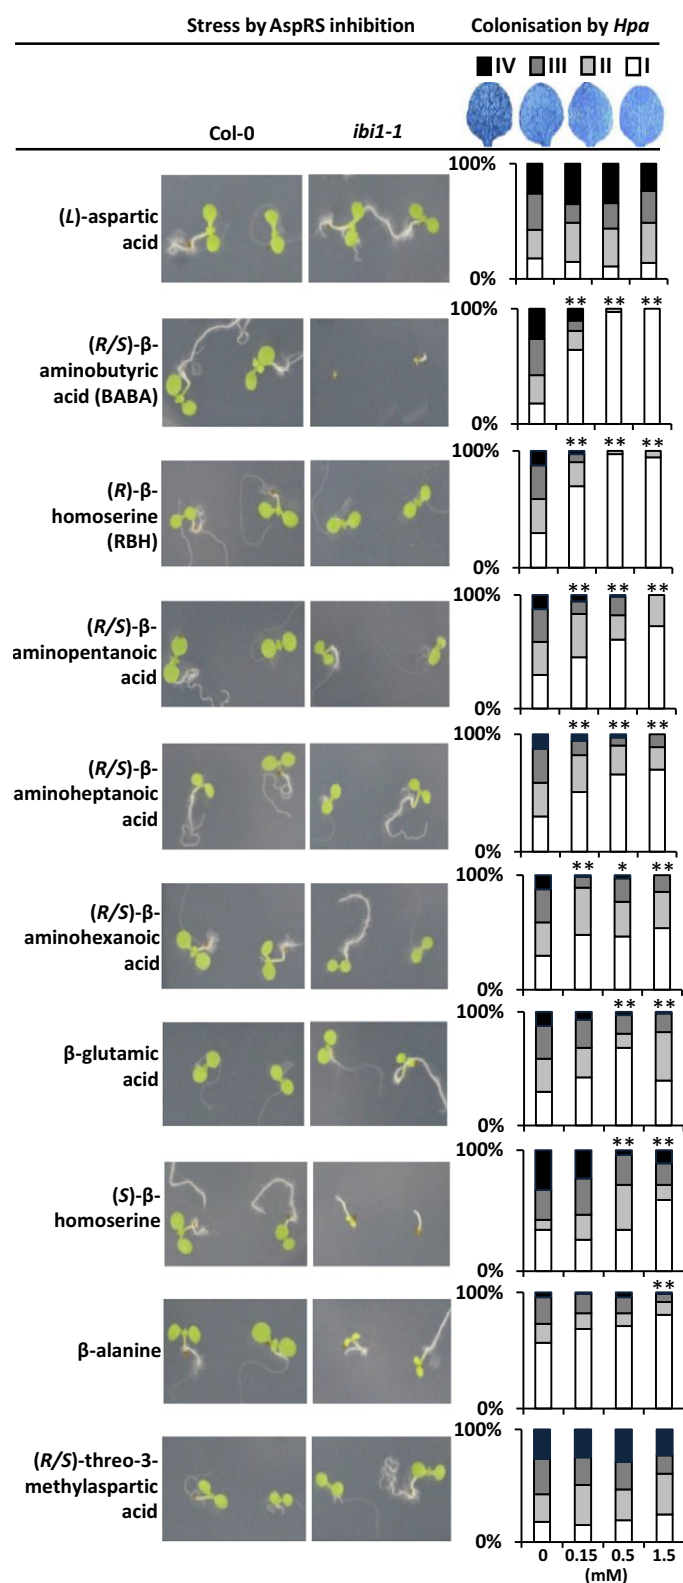 Stress by AspRS inhibition Colonisation by Hpa
IV III II I
Col-0 ibi1-1
100%
(L)-aspartic
acid
0%
** ** **
100%
(R/S)-β-
aminobutyric
acid (BABA)
0%
** ** **
100%
(R)-β-
homoserine
(RBH)
0%
** ** **
100%
(R/S)-β-
aminopentanoic
acid
0%
** ** **
100%
(R/S)-β-
aminoheptanoic
acid
0%
** * **
100%
(R/S)-β-
aminohexanoic
acid
0%
** **
100%
β-glutamic
acid
0%
** **
100%
(S)-β-
homoserine
0%
**
100%
β-alanine
0%
100%
(R/S)-threo-3-
methylaspartic
acid
0%
0 0.15 0.5 1.5
(mM)